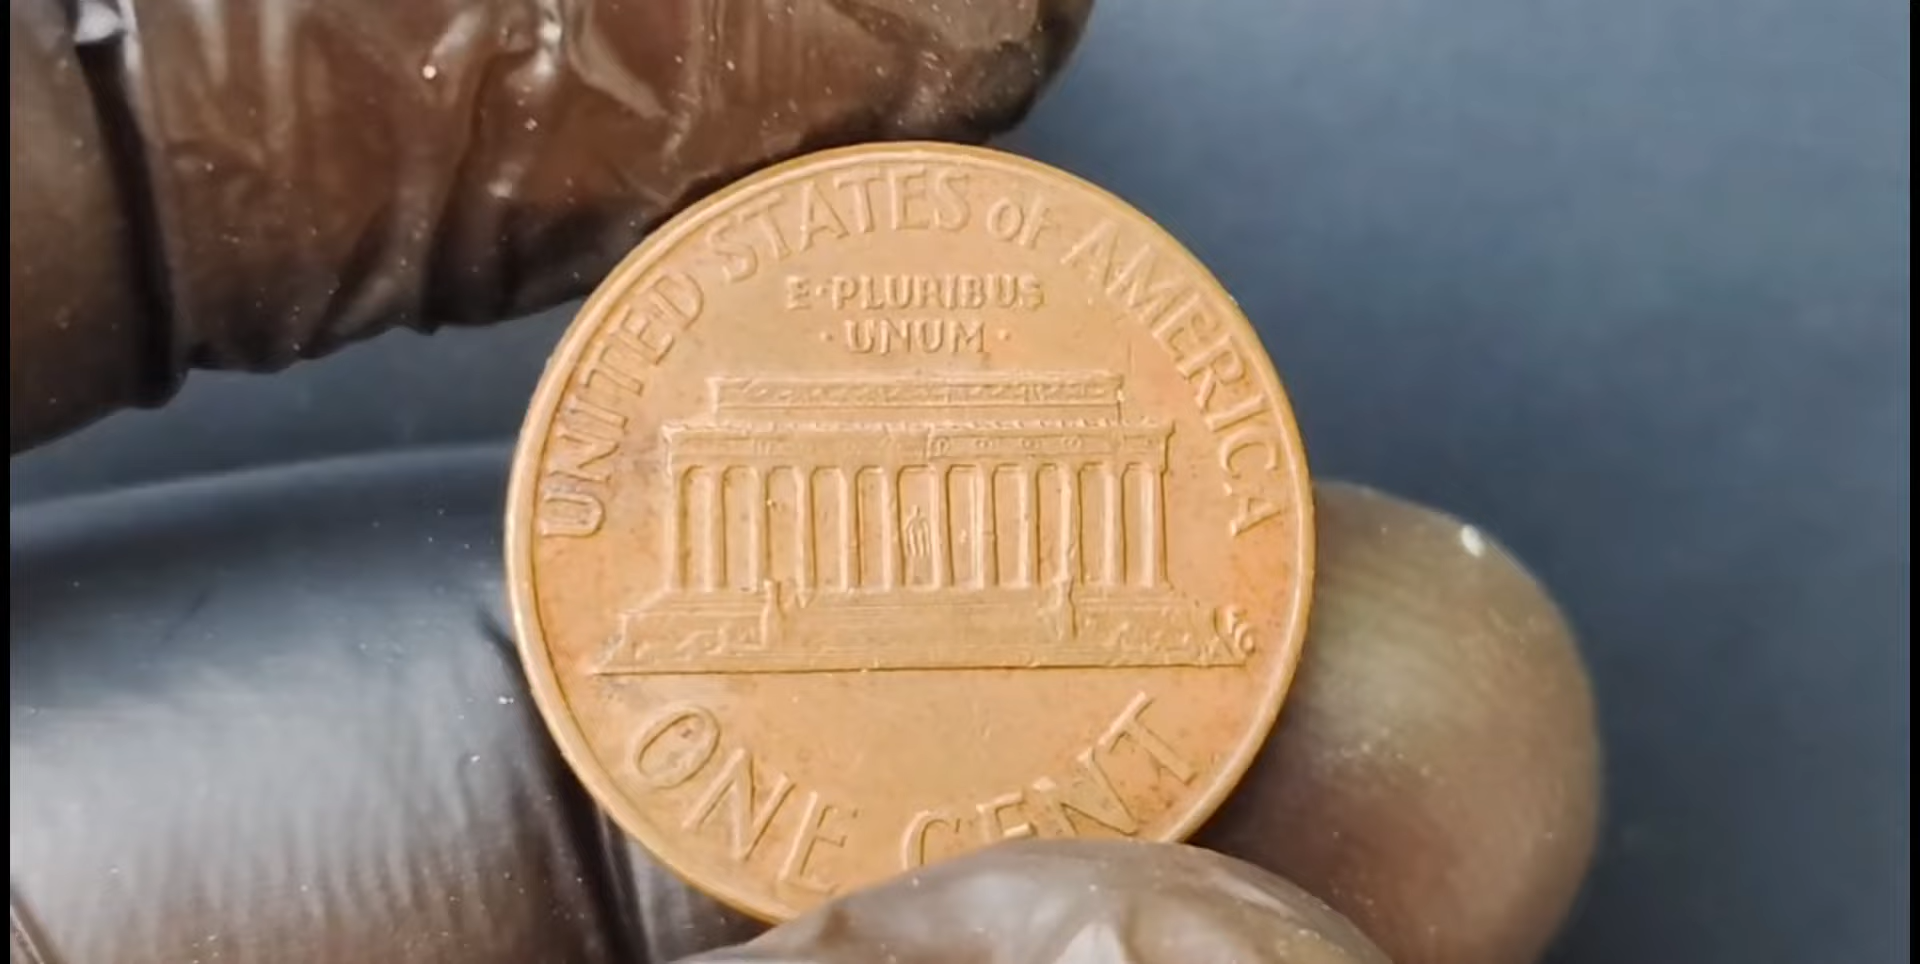 UNITED STATES OF AMERICA
E·PLURIBUS
·UNUM·
ONE CENT